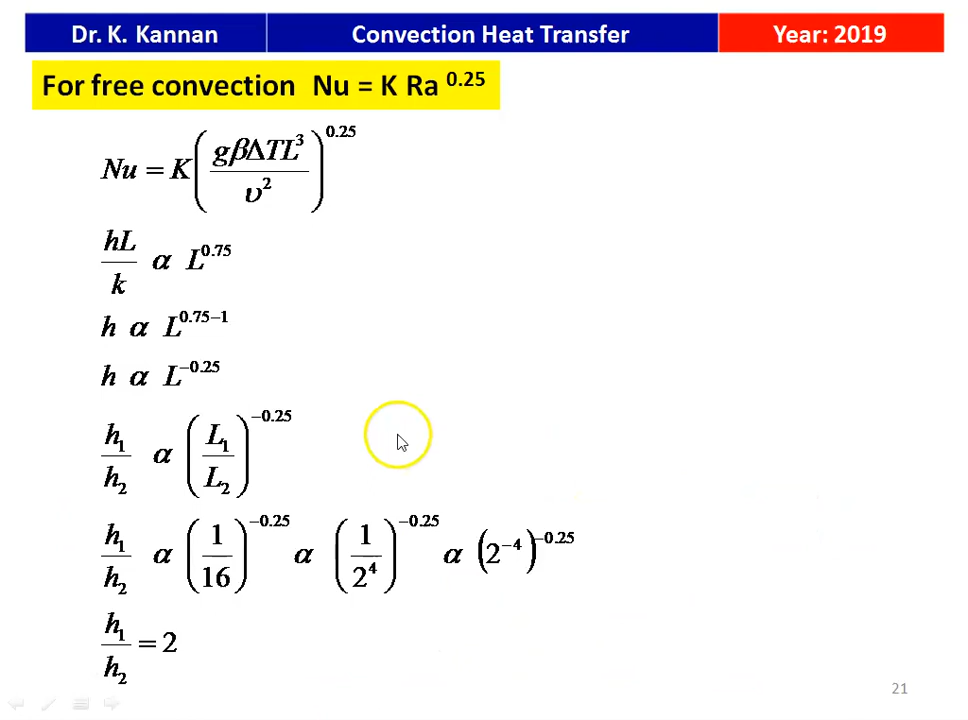 Dr. K. Kannan Convection Heat Transfer Year: 2019
For free convection Nu = K Ra ^0.25
Nu = K(gβΔTL³/υ²)^0.25
hL/k α L^0.75
h α L^0.75−1
h α L^−0.25
h₁/h₂ α (L₁/L₂)^−0.25
h₁/h₂ α (1/16)^−0.25 α (1/2⁴)^−0.25 α (2^−4)^−0.25
h₁/h₂ = 2
21